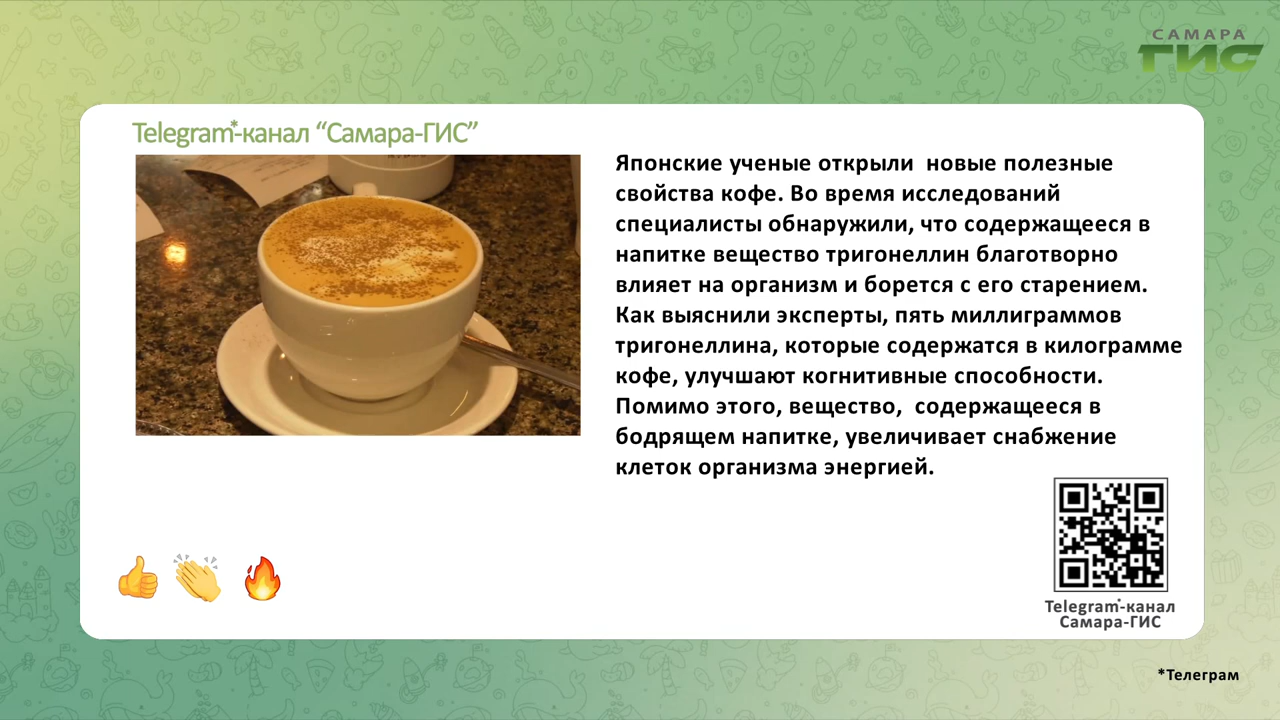 САМАРА
ГИС
Telegram*-канал “Самара-ГИС”
Японские ученые открыли  новые полезные
свойства кофе. Во время исследований
специалисты обнаружили, что содержащееся в
напитке вещество тригонеллин благотворно
влияет на организм и борется с его старением.
Как выяснили эксперты, пять миллиграммов
тригонеллина, которые содержатся в килограмме
кофе, улучшают когнитивные способности.
Помимо этого, вещество,  содержащееся в
бодрящем напитке, увеличивает снабжение
клеток организма энергией.
Telegram*-канал
Самара-ГИС
*Телеграм